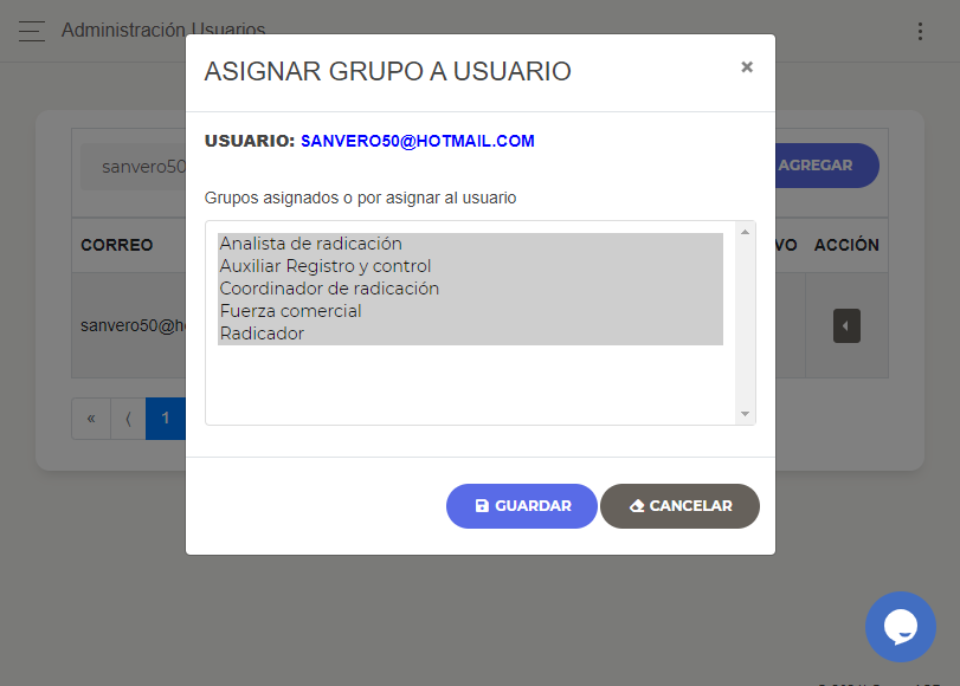 Administración Usuarios
ASIGNAR GRUPO A USUARIO ×
USUARIO: SANVERO50@HOTMAIL.COM
sanvero50
AGREGAR
Grupos asignados o por asignar al usuario
CORREO
VO ACCIÓN
Analista de radicación
Auxiliar Registro y control
Coordinador de radicación
Fuerza comercial
Radicador
sanvero50@h
« ⟨ 1
GUARDAR
CANCELAR